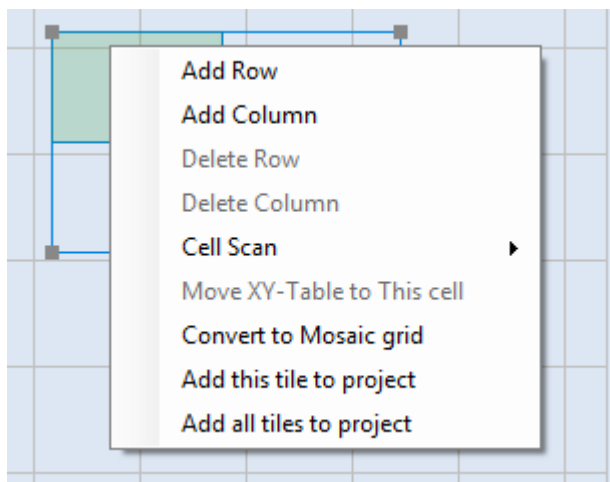 Add Row
Add Column
Delete Row
Delete Column
Cell Scan
Move XY-Table to This cell
Convert to Mosaic grid
Add this tile to project
Add all tiles to project